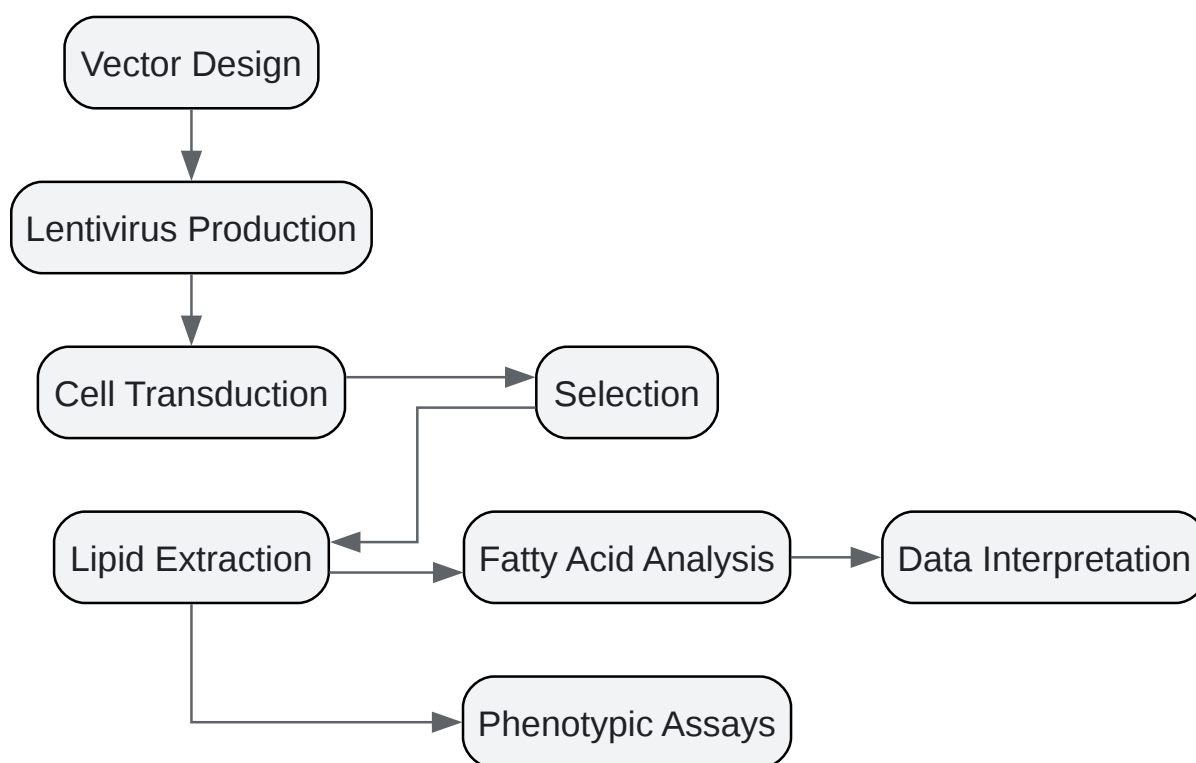 Vector Design
Lentivirus Production
Cell Transduction
Selection
Lipid Extraction
Fatty Acid Analysis
Data Interpretation
Phenotypic Assays